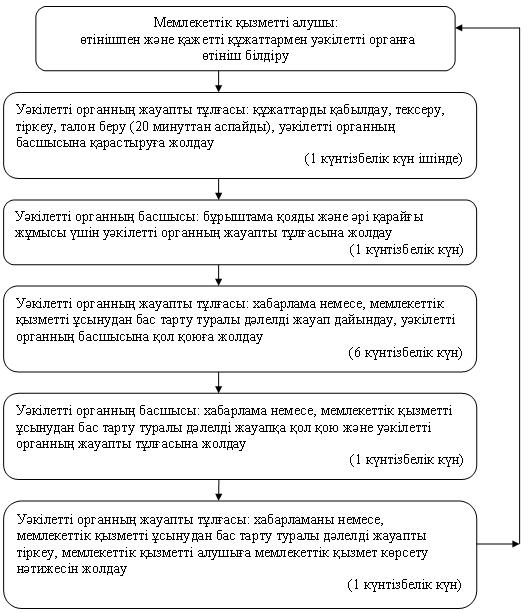 Мемлекеттік қызметті алушы:
өтінішпен және қажетті құжаттармен уәкілетті органға
өтініш білдіру
Уәкілетті органның жауапты тұлғасы: құжаттарды қабылдау, тексеру,
тіркеу, талон беру (20 минуттан аспайды), уәкілетті органның
басшысына қарастыруға жолдау
(1 күнтізбелік күн ішінде)
Уәкілетті органның басшысы: бұрыштама қояды және әрі қарайғы
жұмысы үшін уәкілетті органның жауапты тұлғасына жолдау
(1 күнтізбелік күн)
Уәкілетті органның жауапты тұлғасы: хабарлама немесе, мемлекеттік
қызметті ұсынудан бас тарту туралы дәлелді жауап дайындау, уәкілетті
органның басшысына қол қоюға жолдау
(6 күнтізбелік күн)
Уәкілетті органның басшысы: хабарлама немесе, мемлекеттік қызметті
ұсынудан бас тарту туралы дәлелді жауапқа қол қою және уәкілетті
органның жауапты тұлғасына жолдау
(1 күнтізбелік күн)
Уәкілетті органның жауапты тұлғасы: хабарламаны немесе,
мемлекеттік қызметті ұсынудан бас тарту туралы дәлелді жауапты
тіркеу, мемлекеттік қызметті алушыға мемлекеттік қызмет көрсету
нәтижесін жолдау
(1 күнтізбелік күн)